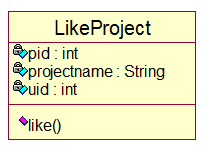 LikeProject
pid : int
projectname : String
uid : int
like()